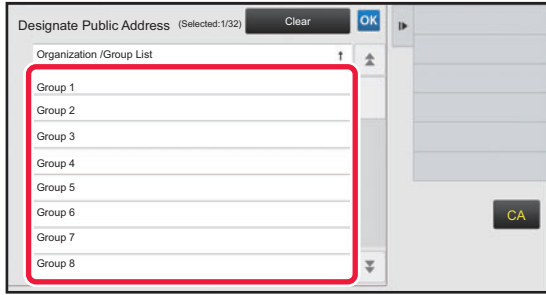 Designate Public Address (Selected:1/32) Clear OK
Organization /Group List
Group 1
Group 2
Group 3
Group 4
Group 5
Group 6
Group 7
Group 8
CA